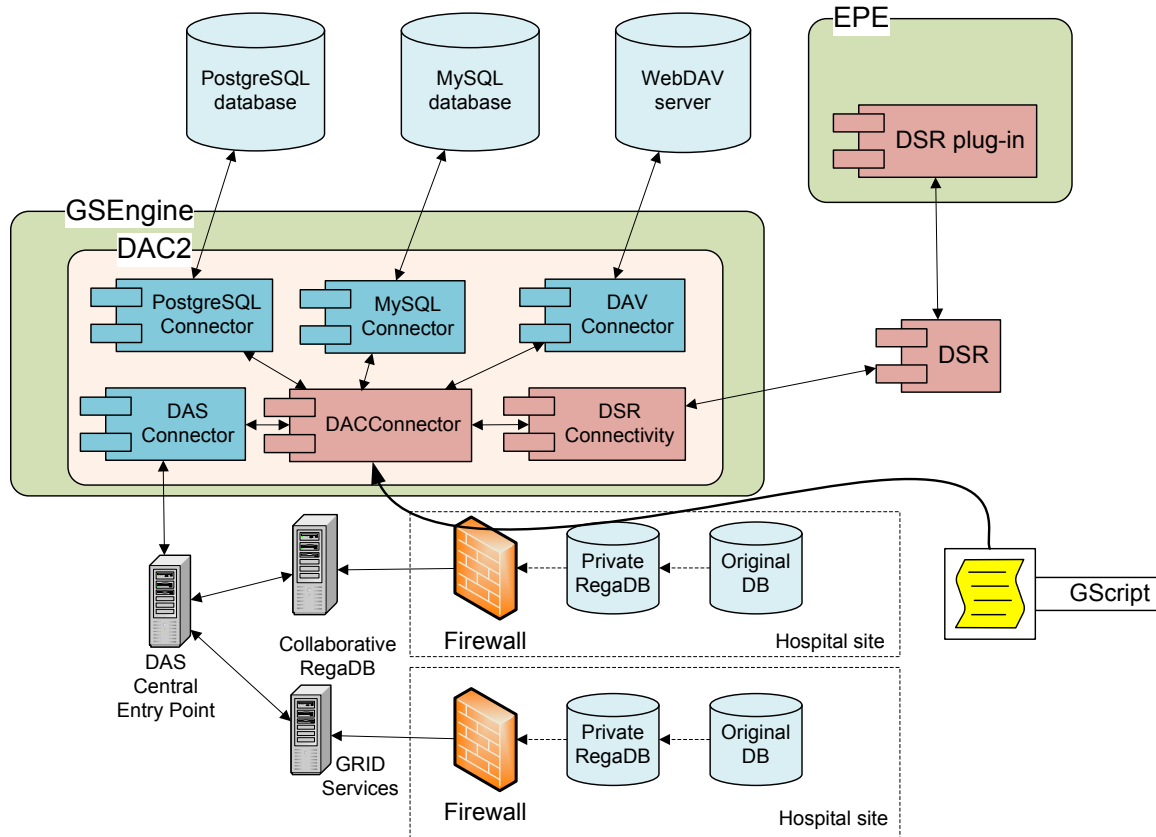 EPE
PostgreSQL
database
MySQL
database
WebDAV
server
DSR plug-in
GSEngine
DAC2
PostgreSQL
Connector
MySQL
Connector
DAV
Connector
DSR
DAS
Connector
DACConnector
DSR
Connectivity
Private
RegaDB
Original
DB
Firewall
Hospital site
GScript
Collaborative
RegaDB
DAS
Central
Entry Point
Private
RegaDB
Original
DB
GRID
Services
Firewall
Hospital site